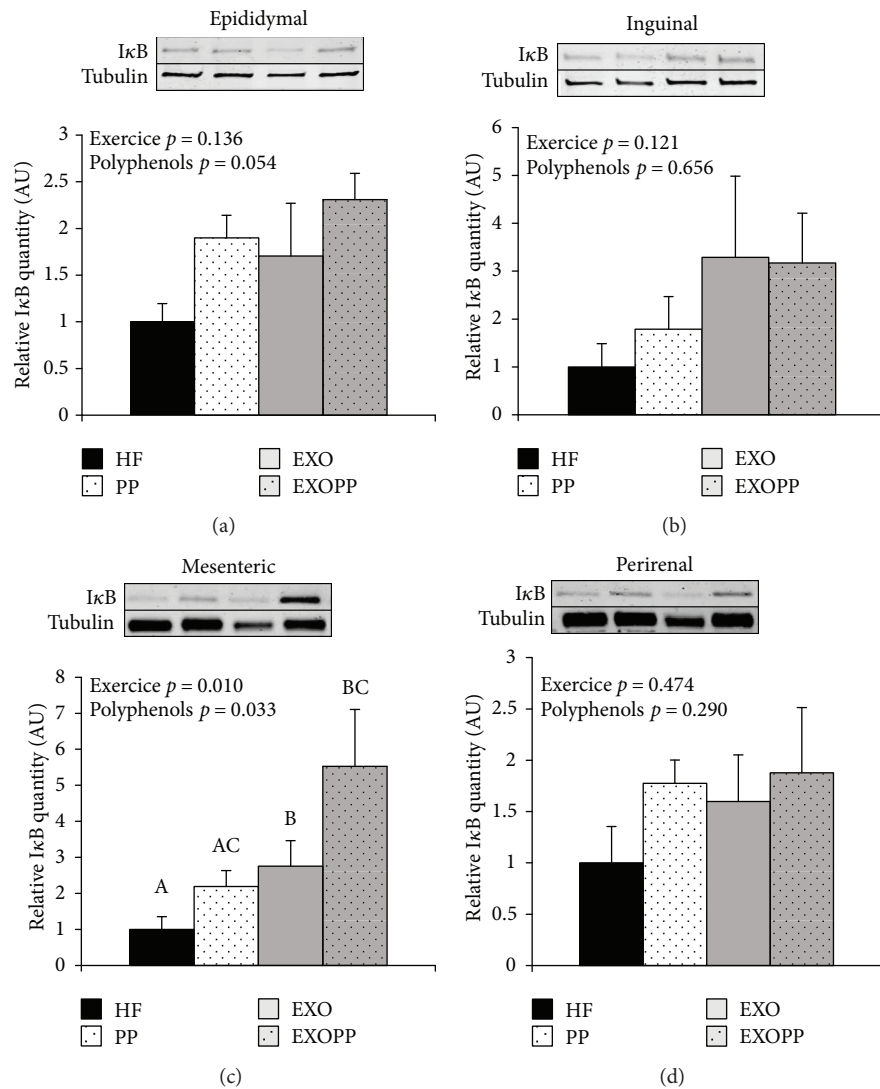 Epididymal
IκB
Tubulin
Relative IκB quantity (AU)
Exercice p = 0.136
Polyphenols p = 0.054
3
2.5
2
1.5
1
0.5
0
HF
EXO
PP
EXOPP
(a)
Inguinal
IκB
Tubulin
Relative IκB quantity (AU)
Exercice p = 0.121
Polyphenols p = 0.656
6
5
4
3
2
1
0
HF
EXO
PP
EXOPP
(b)
Mesenteric
IκB
Tubulin
Relative IκB quantity (AU)
Exercice p = 0.010
Polyphenols p = 0.033
8
7
6
5
4
3
2
1
0
A
AC
B
BC
HF
EXO
PP
EXOPP
(c)
Perirenal
IκB
Tubulin
Relative IκB quantity (AU)
Exercice p = 0.474
Polyphenols p = 0.290
3
2.5
2
1.5
1
0.5
0
HF
EXO
PP
EXOPP
(d)